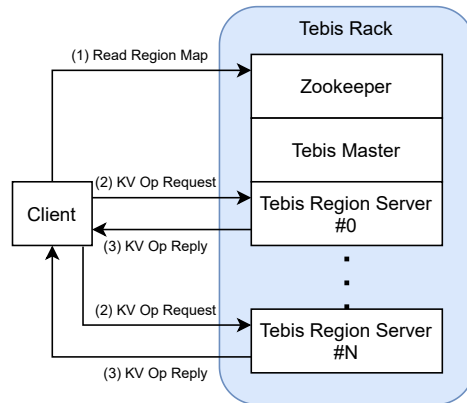 Tebis Rack
(1) Read Region Map
Zookeeper
Tebis Master
(2) KV Op Request
Client
Tebis Region Server
#0
(3) KV Op Reply
(2) KV Op Request
Tebis Region Server
#N
(3) KV Op Reply